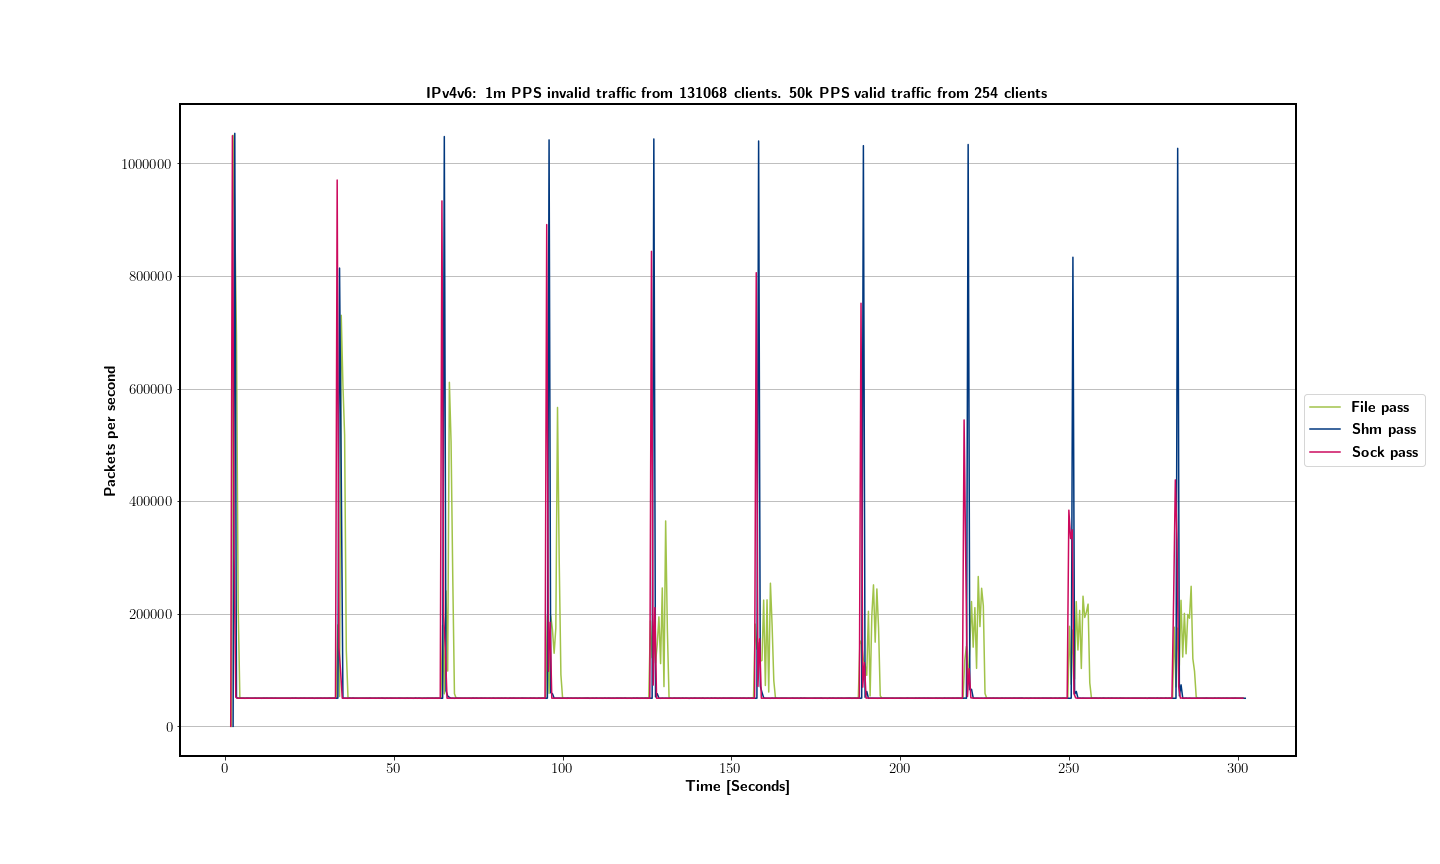 IPv4v6: 1m PPS invalid traffic from 131068 clients. 50k PPS valid traffic from 254 clients
1000000
800000
600000
400000
200000
0
Packets per second
0 50 100 150 200 250 300
Time [Seconds]
File pass
Shm pass
Sock pass